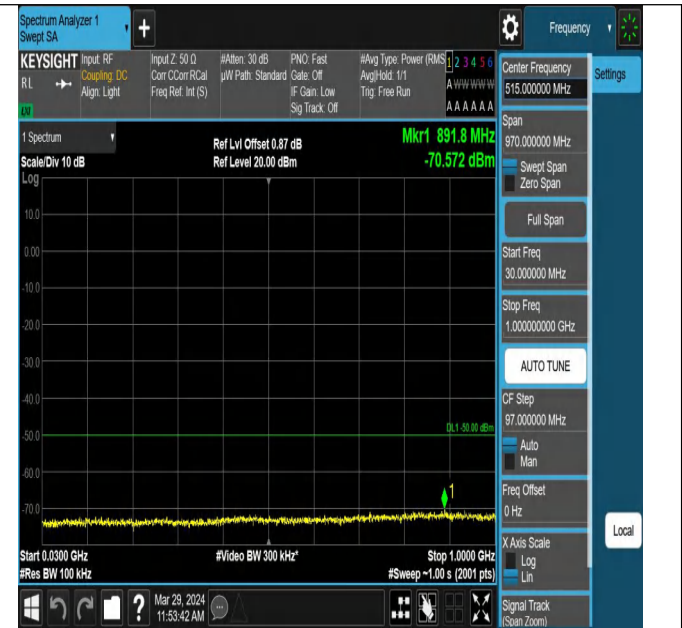 Spectrum Analyzer 1
Swept SA
+
Frequency
KEYSIGHT
RL
LXI
Input: RF
Coupling: DC
Align: Light
Input Z: 50 Ω
Corr CCorr RCal
Freq Ref: Int (S)
#Atten: 30 dB
µW Path: Standard
PNO: Fast
Gate: Off
IF Gain: Low
Sig Track: Off
#Avg Type: Power (RMS
Avg|Hold: 1/1
Trig: Free Run
1 2 3 4 5 6
A W W W W W
A A A A A A
1 Spectrum
Scale/Div 10 dB
Log
Ref Lvl Offset 0.87 dB
Ref Level 20.00 dBm
Mkr1 891.8 MHz
-70.572 dBm
10.0
0.00
-10.0
-20.0
-30.0
-40.0
DL1 -50.00 dBm
-50.0
-60.0
1
-70.0
Start 0.0300 GHz
#Res BW 100 kHz
#Video BW 300 kHz*
Stop 1.0000 GHz
#Sweep ~1.00 s (2001 pts)
?
Mar 29, 2024
11:53:42 AM
Center Frequency
515.000000 MHz
Settings
Span
970.000000 MHz
Swept Span
Zero Span
Full Span
Start Freq
30.000000 MHz
Stop Freq
1.000000000 GHz
AUTO TUNE
CF Step
97.000000 MHz
Auto
Man
Freq Offset
0 Hz
X Axis Scale
Log
Lin
Local
Signal Track
(Span Zoom)